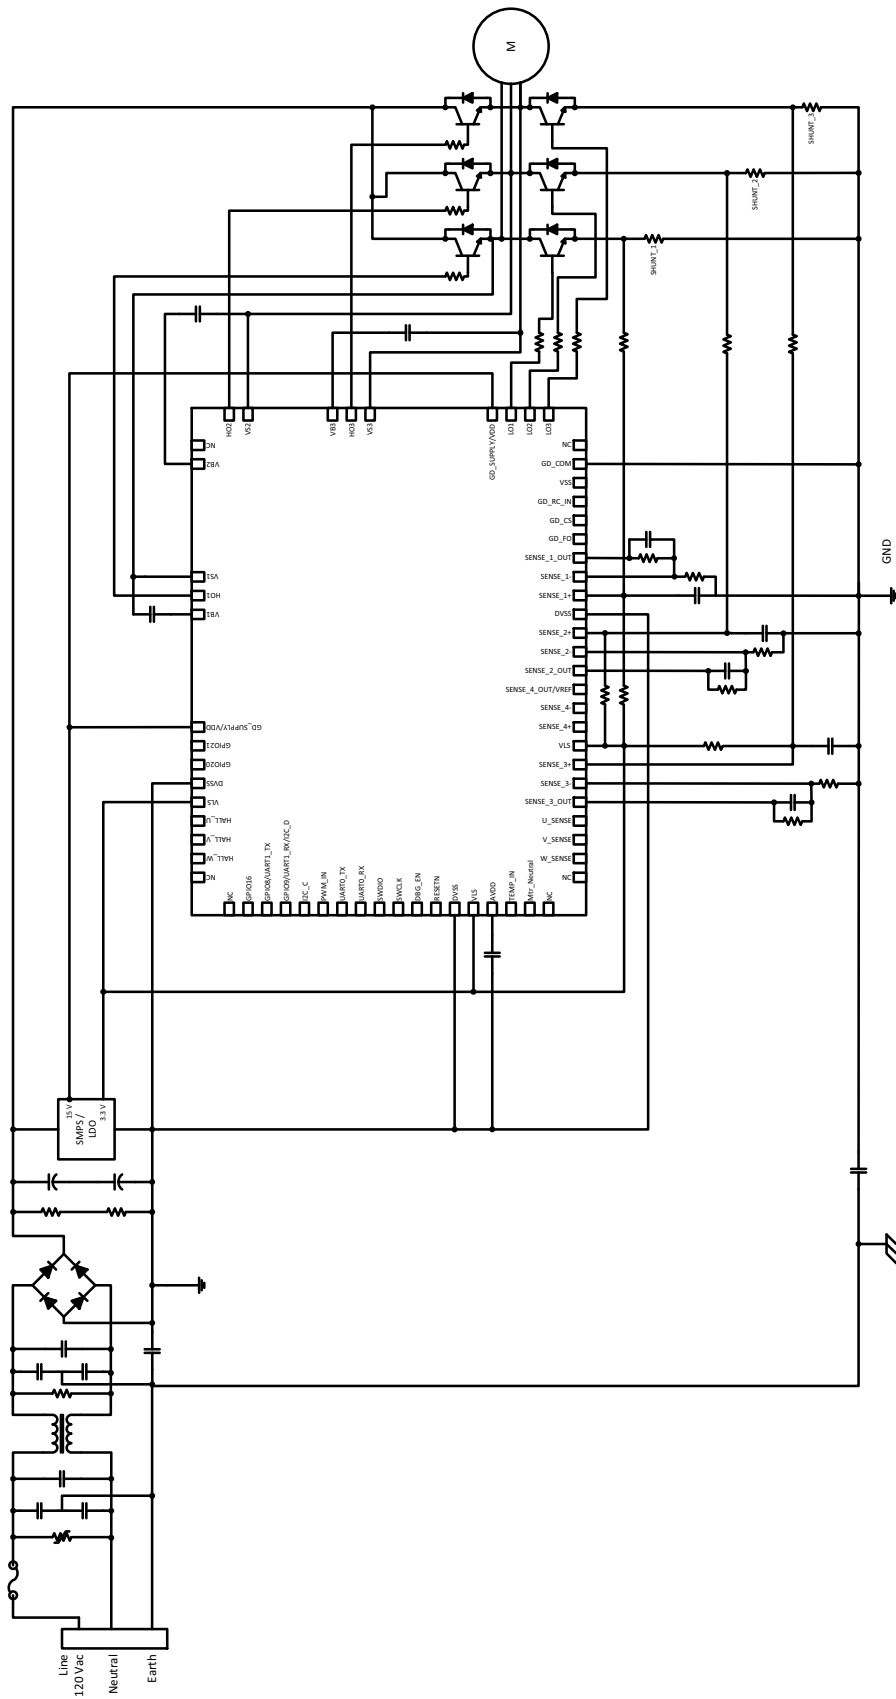 M
SHUNT_3
SHUNT_2
SHUNT_1
HO2
VS2
VB3
HO3
VS3
GD_SUPPLY/VDD
LO1
LO2
LO3
NC
VB2
VS1
HO1
VB1
GD_SUPPLY/VDD
GPIO21
GPIO20
DVSS
VLS
HALL_U
HALL_V
HALL_W
NC
NC
GD_COM
VSS
GD_RC_IN
GD_CS
GD_FO
SENSE_1_OUT
SENSE_1-
SENSE_1+
DVSS
SENSE_2+
SENSE_2-
SENSE_2_OUT
SENSE_4_OUT/VREF
SENSE_4-
SENSE_4+
VLS
SENSE_3+
SENSE_3-
SENSE_3_OUT
U_SENSE
V_SENSE
W_SENSE
NC
NC
GPIO16
GPIO8/UART1_TX
GPIO9/UART1_RX/I2C_D
I2C_C
PWM_IN
UART0_TX
UART0_RX
SWDIO
SWCLK
DBG_EN
RESETN
DVSS
VLS
AVDD
TEMP_IN
Mtr_Neutral
NC
GND
15 V
SMPS /
LDO
3.3 V
Line
120 Vac
Neutral
Earth